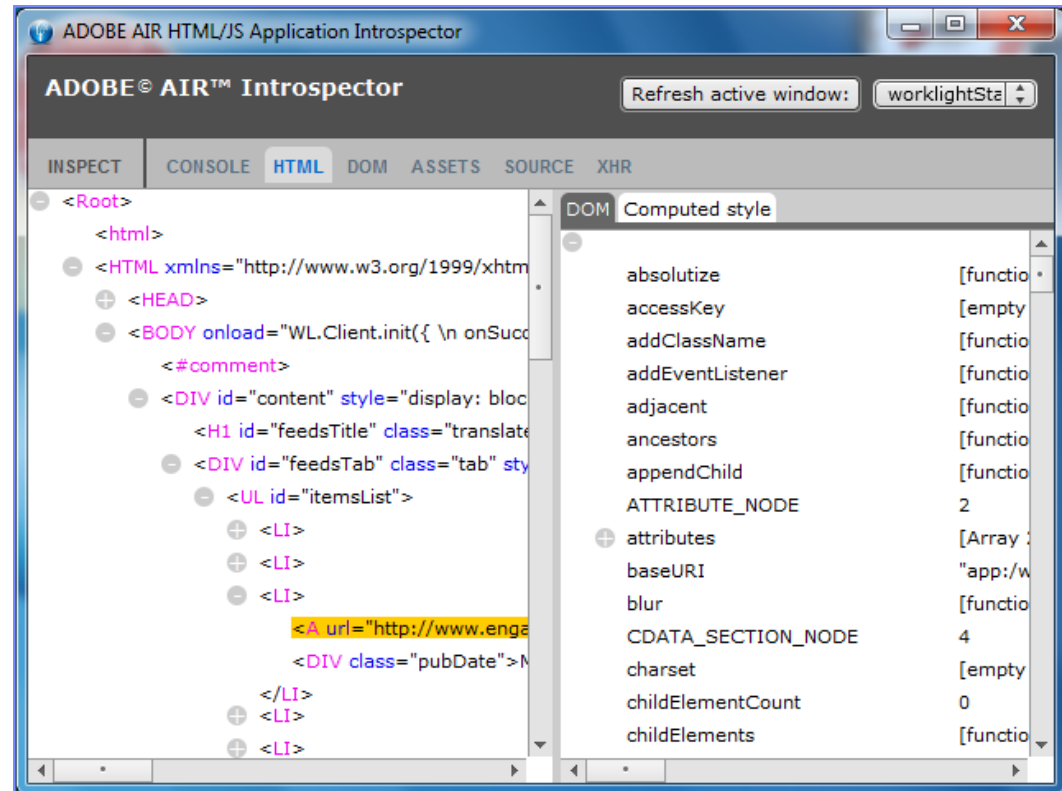 ADOBE AIR HTML/JS Application Introspector
ADOBE© AIR™ Introspector
Refresh active window:
worklightSta
INSPECT CONSOLE HTML DOM ASSETS SOURCE XHR
<Root>
<html>
<HTML xmlns="http://www.w3.org/1999/xhtm
<HEAD>
<BODY onload="WL.Client.init({ \n onSucc
<#comment>
<DIV id="content" style="display: bloc
<H1 id="feedsTitle" class="translate
<DIV id="feedsTab" class="tab" sty
<UL id="itemsList">
<LI>
<LI>
<LI>
<A url="http://www.enga
<DIV class="pubDate">M
</LI>
<LI>
<LI>
DOM Computed style
absolutize [functio
accessKey [empty
addClassName [functio
addEventListener [functio
adjacent [functio
ancestors [functio
appendChild [functio
ATTRIBUTE_NODE 2
attributes [Array 2
baseURI "app:/w
blur [functio
CDATA_SECTION_NODE 4
charset [empty
childElementCount 0
childElements [functio